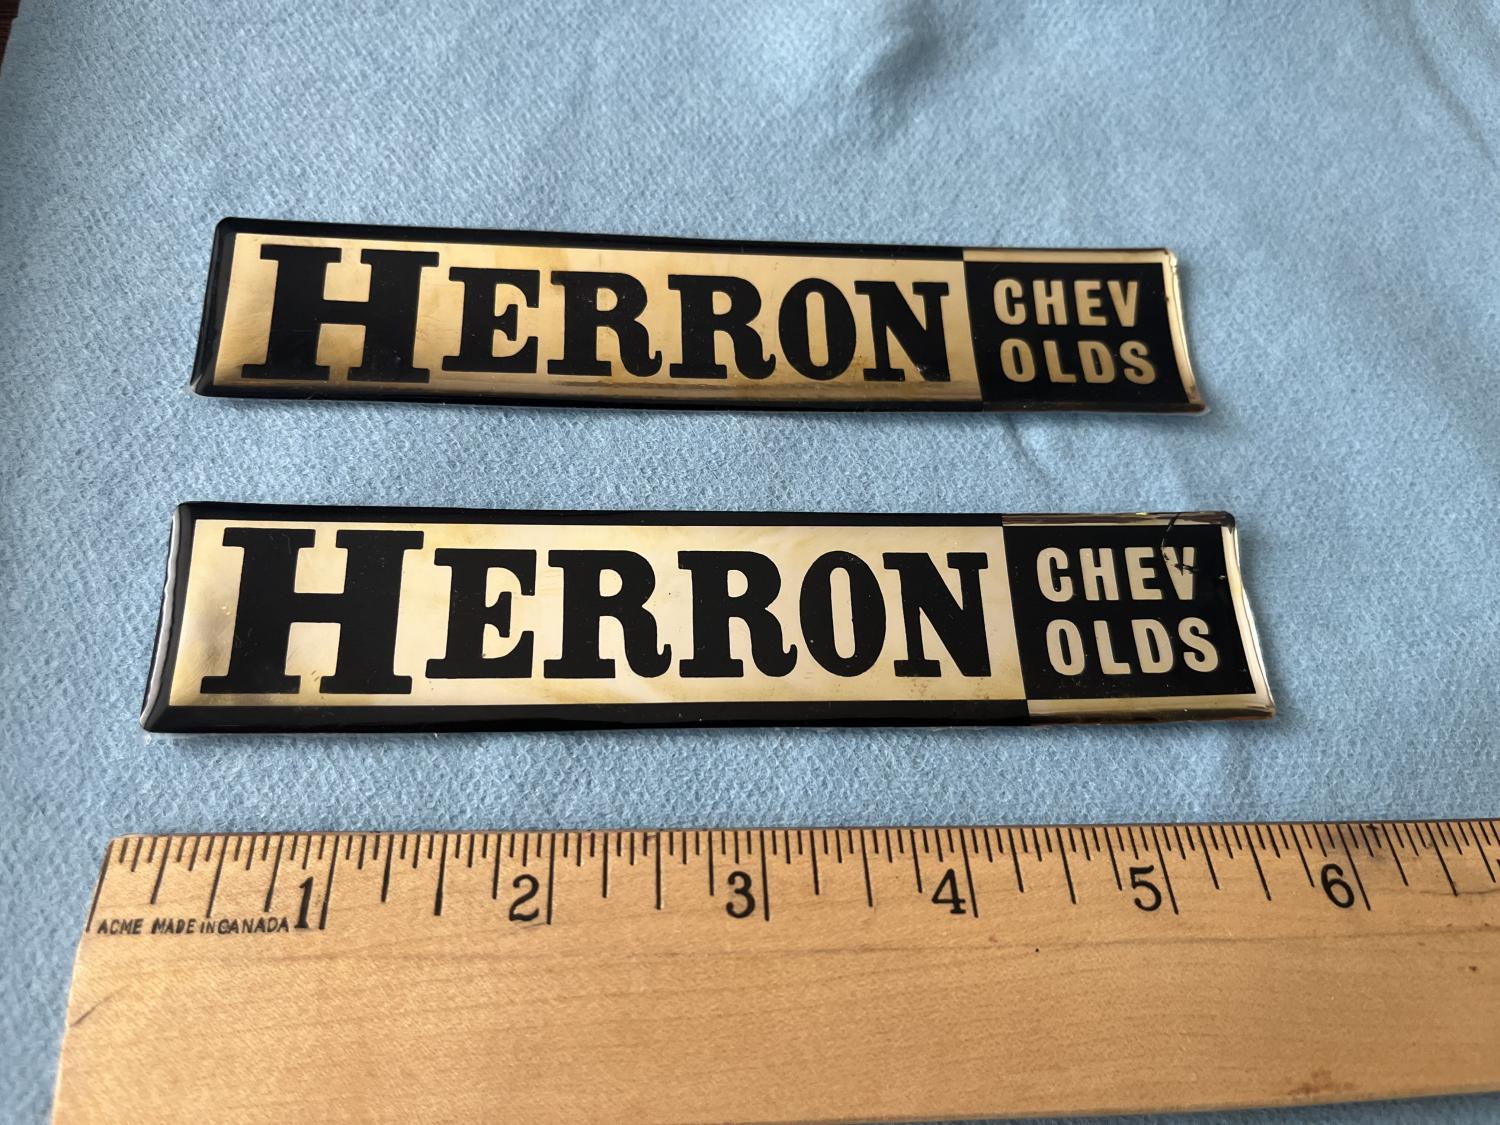 HERRON CHEV
OLDS
HERRON CHEV
OLDS
1 2 3 4 5 6
ACME MADE IN CANADA